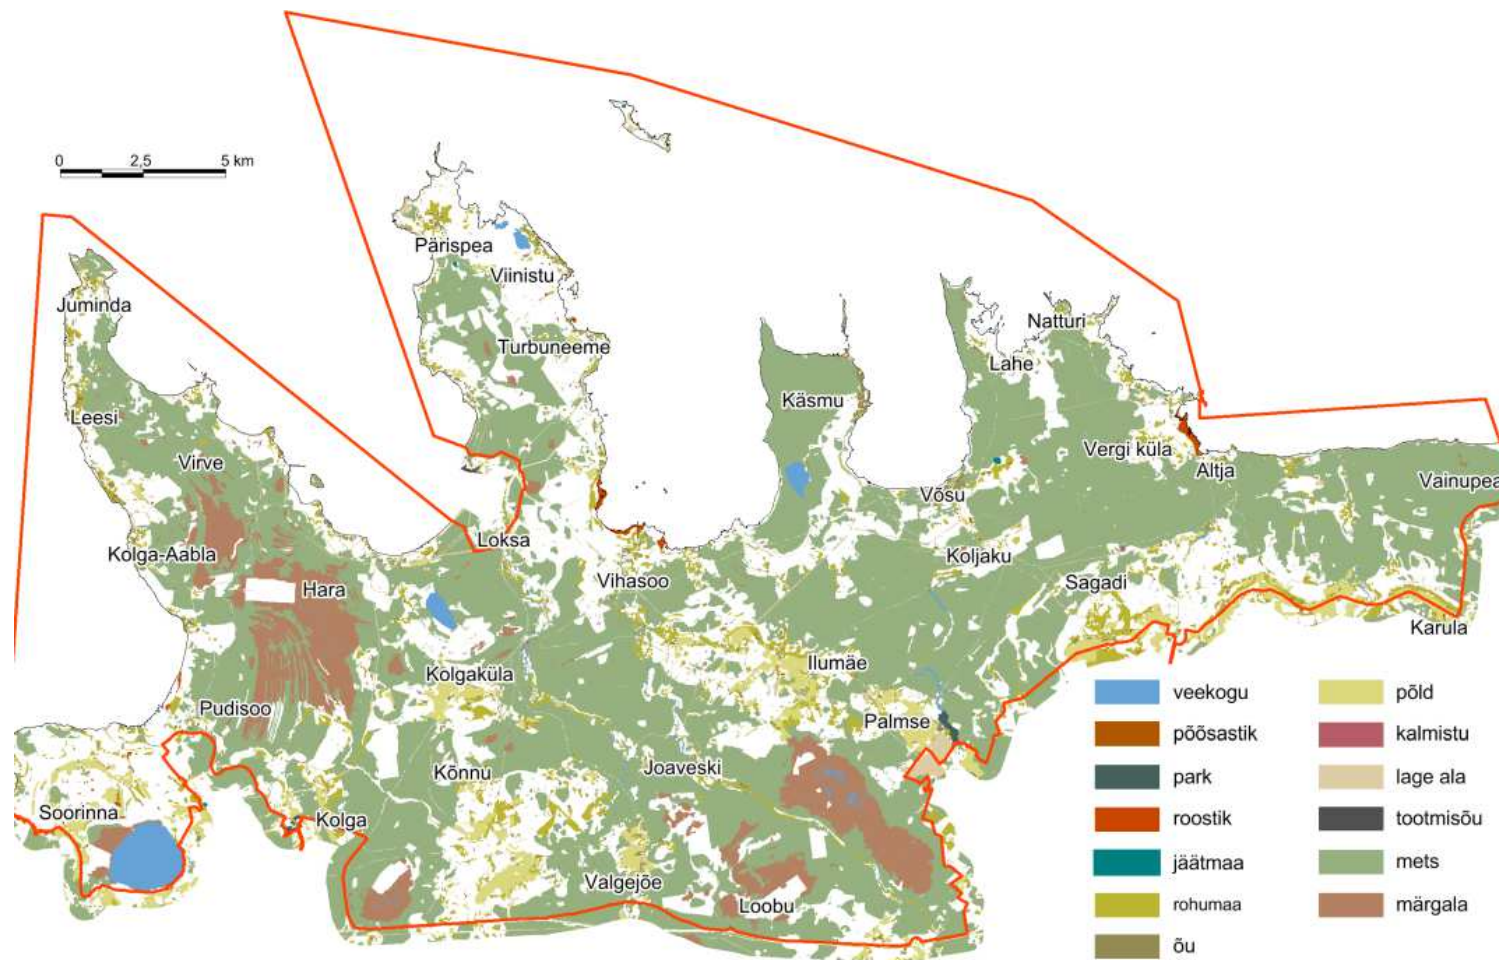 0 2,5 5 km
Pärispea
Viinistu
Juminda
Natturi
Turbuneeme
Lahe
Käsmu
Leesi
Vergi küla
Virve
Altja
Vainupea
Võsu
Loksa
Kolga-Aabla
Koljaku
Vihasoo
Sagadi
Hara
Karula
Ilumäe
Kolgaküla
Pudisoo
Palmse
Joaveski
Kõnnu
Soorinna
Kolga
Valgejõe
Loobu
veekogu
põõsastik
park
roostik
jäätmaa
rohumaa
õu
põld
kalmistu
lage ala
tootmisõu
mets
märgala